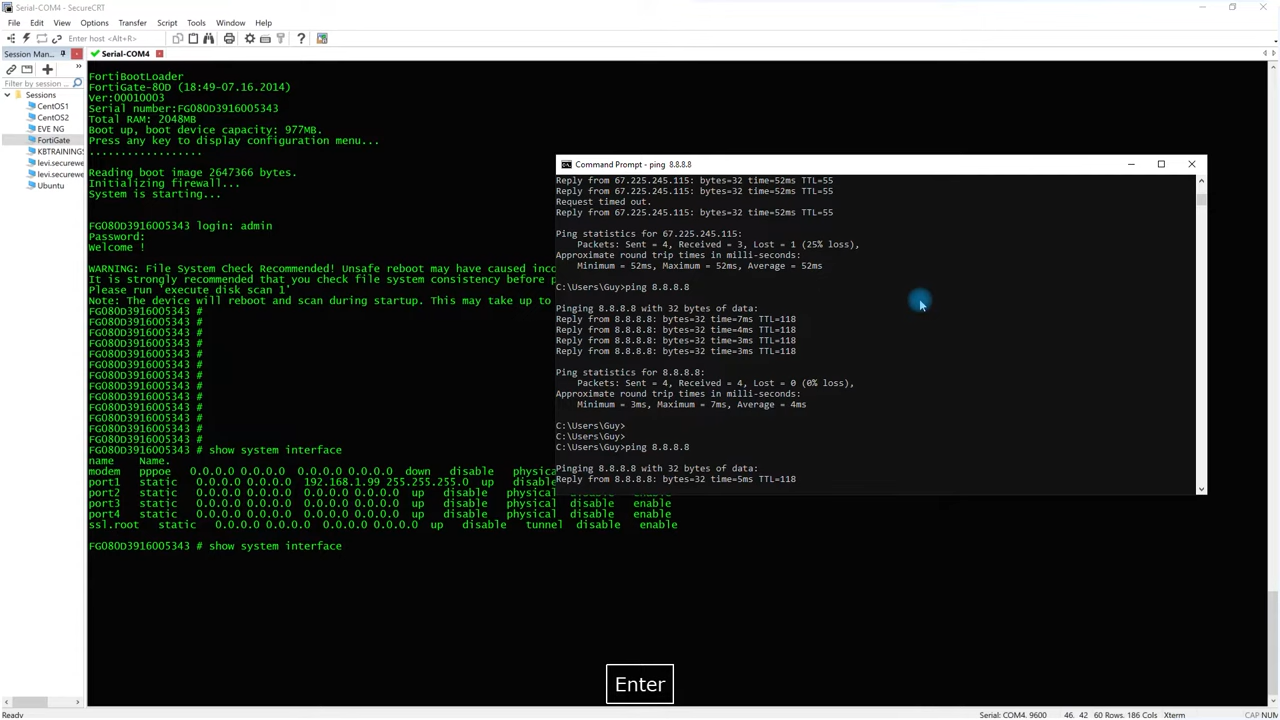 Serial-COM4 - SecureCRT
File Edit View Options Transfer Script Tools Window Help
Enter host <Alt+R>
Session Man...
Serial-COM4
Filter by session
Sessions
CentOS1
CentOS2
EVE NG
FortiGate
KBTRAINING
levi.securewe
levi.securewe
Ubuntu
FortiBootLoader
FortiGate-80D (18:49-07.16.2014)
Ver:00010003
Serial number:FG080D3916005343
Total RAM: 2048MB
Boot up, boot device capacity: 977MB.
Press any key to display configuration menu...
..................
Reading boot image 2647366 bytes.
Initializing firewall...
System is starting...
FG080D3916005343 login: admin
Password:
Welcome !
WARNING: File System Check Recommended! Unsafe reboot may have caused inco
It is strongly recommended that you check file system consistency before p
Please run 'execute disk scan 1'
Note: The device will reboot and scan during startup. This may take up to
FG080D3916005343 #
FG080D3916005343 #
FG080D3916005343 #
FG080D3916005343 #
FG080D3916005343 #
FG080D3916005343 #
FG080D3916005343 #
FG080D3916005343 #
FG080D3916005343 #
FG080D3916005343 #
FG080D3916005343 #
FG080D3916005343 #
FG080D3916005343 #
FG080D3916005343 # show system interface
name Name.
modem pppoe 0.0.0.0 0.0.0.0 0.0.0.0 0.0.0.0 down disable physica
port1 static 0.0.0.0 0.0.0.0 192.168.1.99 255.255.255.0 up disab
port2 static 0.0.0.0 0.0.0.0 0.0.0.0 0.0.0.0 up disable physical disable enable
port3 static 0.0.0.0 0.0.0.0 0.0.0.0 0.0.0.0 up disable physical disable enable
port4 static 0.0.0.0 0.0.0.0 0.0.0.0 0.0.0.0 up disable physical disable enable
ssl.root static 0.0.0.0 0.0.0.0 0.0.0.0 0.0.0.0 up disable tunnel disable enable
FG080D3916005343 # show system interface
Command Prompt - ping 8.8.8.8
Reply from 67.225.245.115: bytes=32 time=52ms TTL=55
Reply from 67.225.245.115: bytes=32 time=52ms TTL=55
Request timed out.
Reply from 67.225.245.115: bytes=32 time=52ms TTL=55
Ping statistics for 67.225.245.115:
Packets: Sent = 4, Received = 3, Lost = 1 (25% loss),
Approximate round trip times in milli-seconds:
Minimum = 52ms, Maximum = 52ms, Average = 52ms
C:\Users\Guy>ping 8.8.8.8
Pinging 8.8.8.8 with 32 bytes of data:
Reply from 8.8.8.8: bytes=32 time=7ms TTL=118
Reply from 8.8.8.8: bytes=32 time=4ms TTL=118
Reply from 8.8.8.8: bytes=32 time=3ms TTL=118
Reply from 8.8.8.8: bytes=32 time=3ms TTL=118
Ping statistics for 8.8.8.8:
Packets: Sent = 4, Received = 4, Lost = 0 (0% loss),
Approximate round trip times in milli-seconds:
Minimum = 3ms, Maximum = 7ms, Average = 4ms
C:\Users\Guy>
C:\Users\Guy>
C:\Users\Guy>ping 8.8.8.8
Pinging 8.8.8.8 with 32 bytes of data:
Reply from 8.8.8.8: bytes=32 time=5ms TTL=118
Enter
Ready
Serial: COM4, 9600 46, 42 60 Rows, 186 Cols Xterm CAP NUM